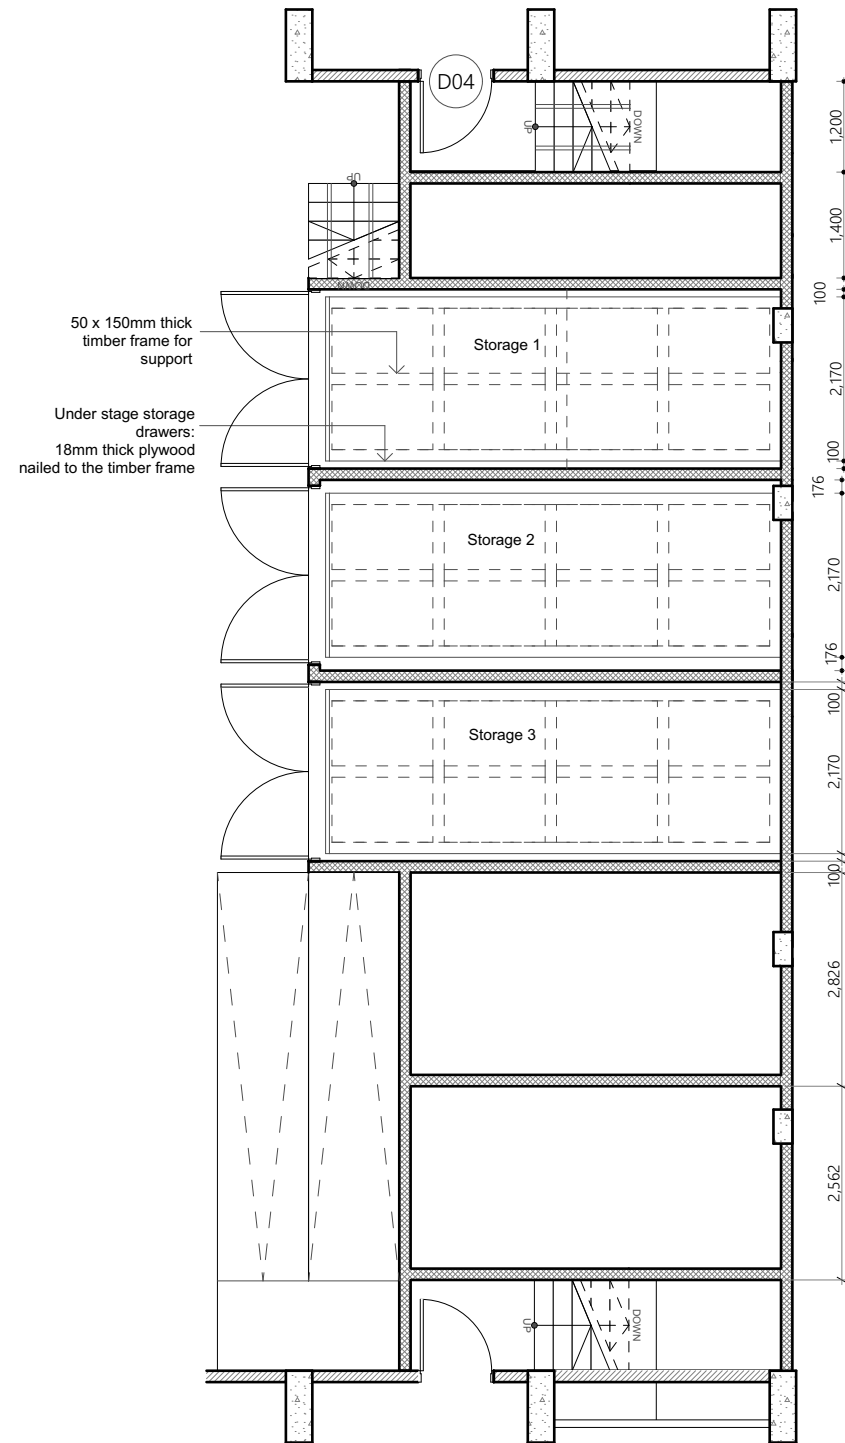 D04
UP
DOWN
1,200
UP
DOWN
1,400
100
50 x 150mm thick
timber frame for
support
Storage 1
2,170
Under stage storage
drawers:
18mm thick plywood
nailed to the timber frame
100
176
Storage 2
2,170
176
100
Storage 3
2,170
100
2,826
2,562
UP
DOWN